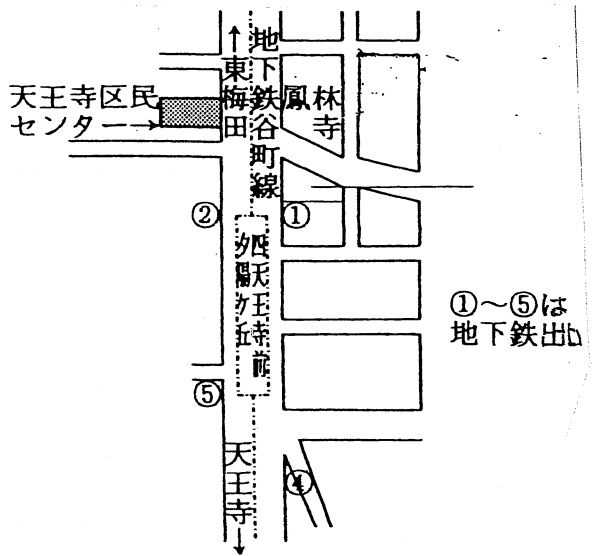 ↑東梅田
地下鉄谷町線
鳳林寺
天王寺区民
センター→
②
①
四天王寺前
夕陽ケ丘
①〜⑤は
地下鉄出口
⑤
④
天王寺↓